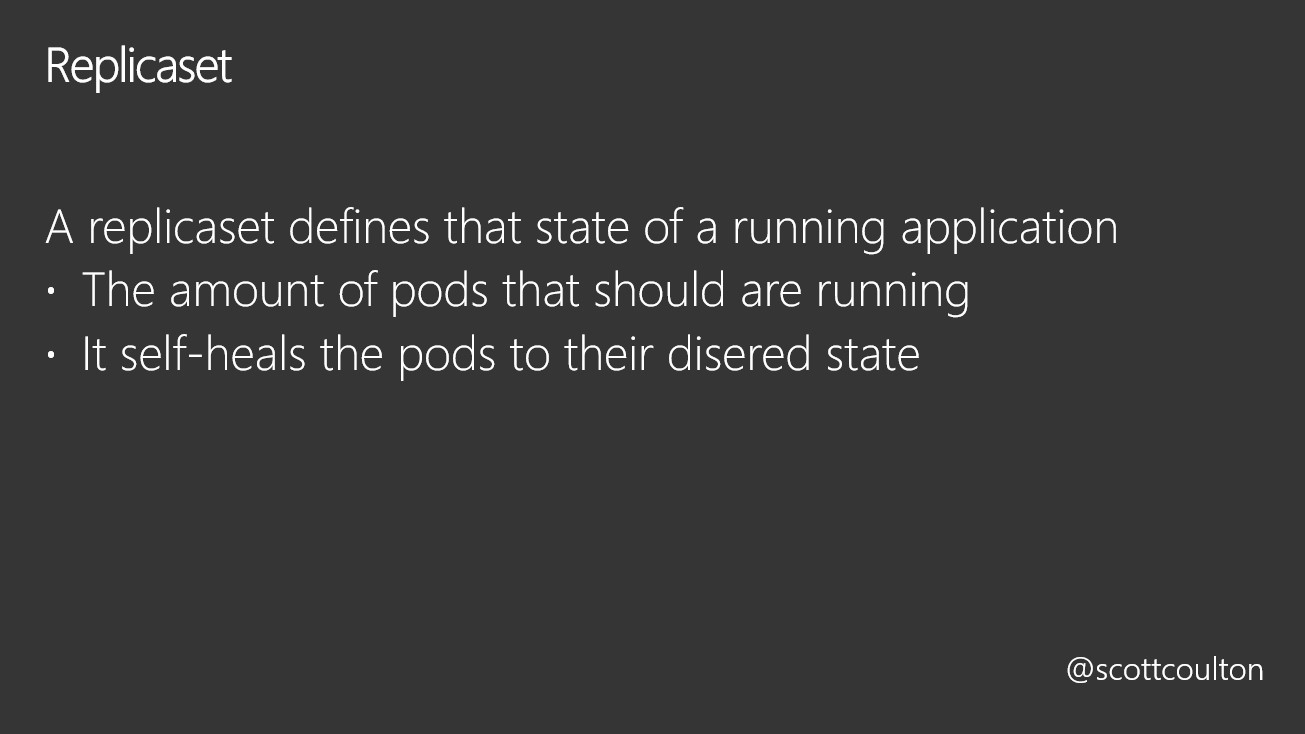 Replicaset
A replicaset defines that state of a running application
• The amount of pods that should are running
• It self-heals the pods to their disered state
@scottcoulton